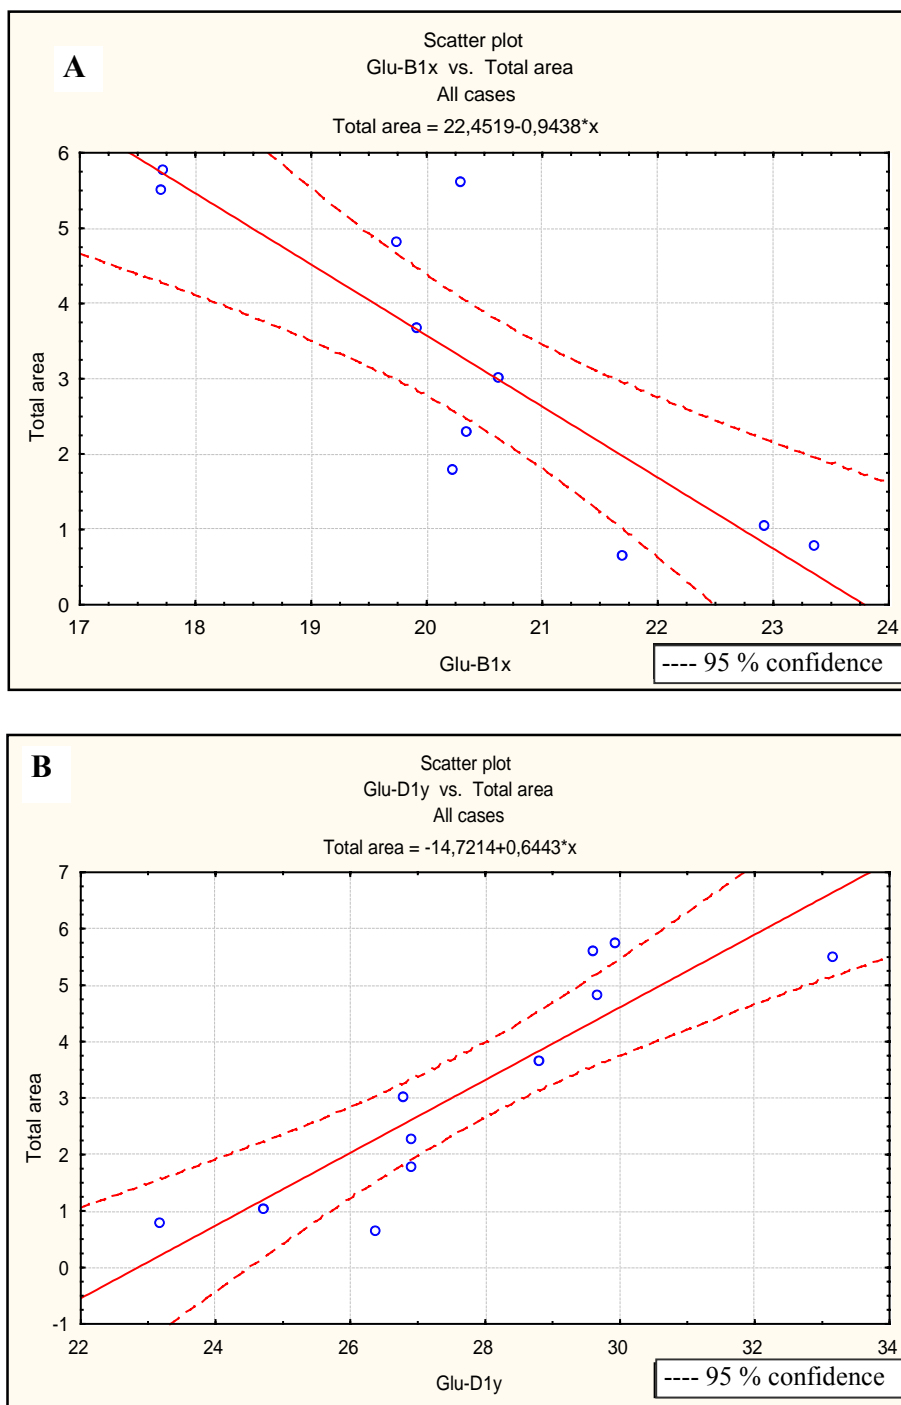 A
Scatter plot
Glu-B1x vs. Total area
All cases
Total area = 22,4519-0,9438*x
6
5
4
3
2
1
0
Total area
17 18 19 20 21 22 23 24
Glu-B1x
---- 95 % confidence
B
Scatter plot
Glu-D1y vs. Total area
All cases
Total area = -14,7214+0,6443*x
7
6
5
4
3
2
1
0
-1
Total area
22 24 26 28 30 32 34
Glu-D1y
---- 95 % confidence